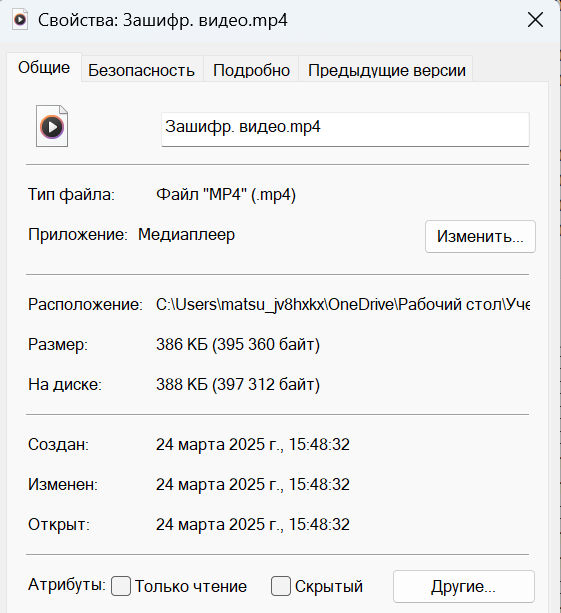 Свойства: Зашифр. видео.mp4
Общие Безопасность Подробно Предыдущие версии
Зашифр. видео.mp4
Тип файла: Файл "MP4" (.mp4)
Приложение: Медиаплеер Изменить...
Расположение: C:\Users\matsu_jv8hxkx\OneDrive\Рабочий стол\Уче
Размер: 386 КБ (395 360 байт)
На диске: 388 КБ (397 312 байт)
Создан: 24 марта 2025 г., 15:48:32
Изменен: 24 марта 2025 г., 15:48:32
Открыт: 24 марта 2025 г., 15:48:32
Атрибуты: Только чтение Скрытый Другие...